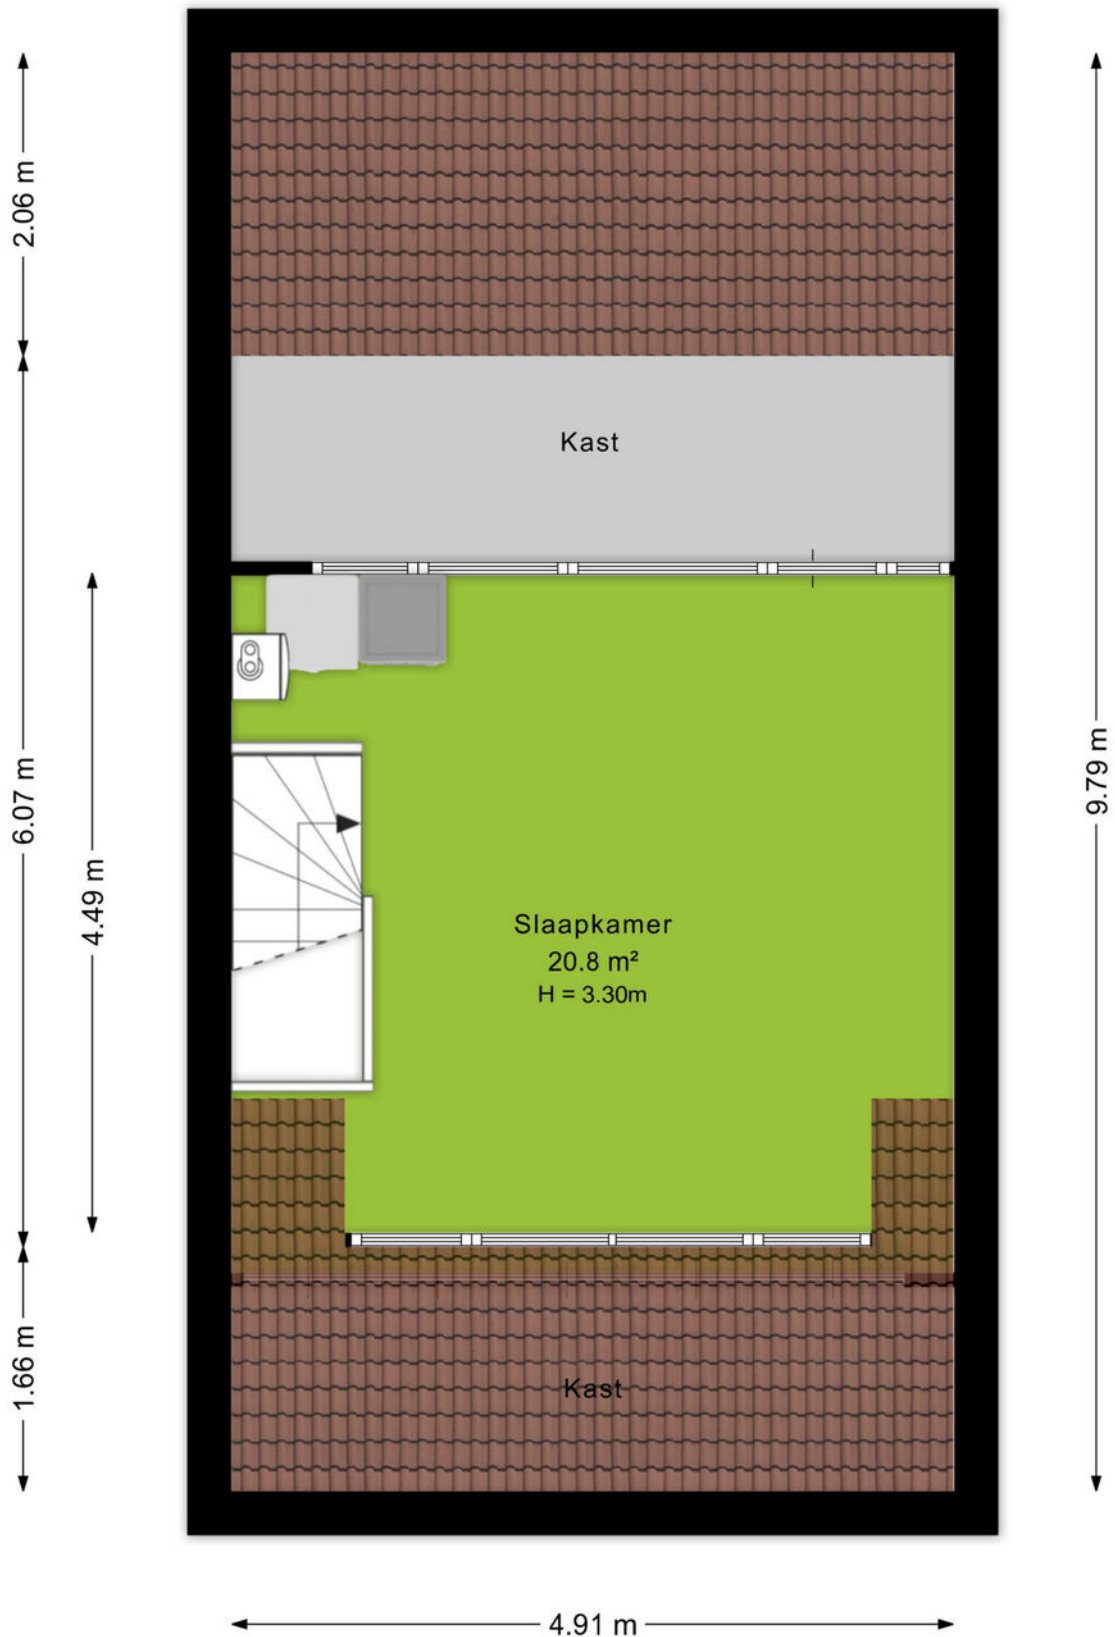 2.06 m
Kast
6.07 m
9.79 m
4.49 m
Slaapkamer
20.8 m²
H = 3.30m
1.66 m
Kast
4.91 m